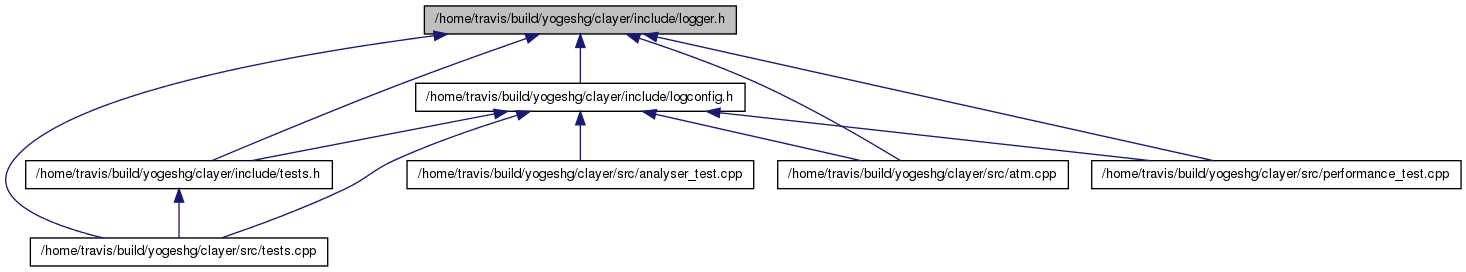 /home/travis/build/yogeshg/clayer/include/logger.h
/home/travis/build/yogeshg/clayer/include/logconfig.h
/home/travis/build/yogeshg/clayer/include/tests.h
/home/travis/build/yogeshg/clayer/src/analyser_test.cpp
/home/travis/build/yogeshg/clayer/src/atm.cpp
/home/travis/build/yogeshg/clayer/src/performance_test.cpp
/home/travis/build/yogeshg/clayer/src/tests.cpp